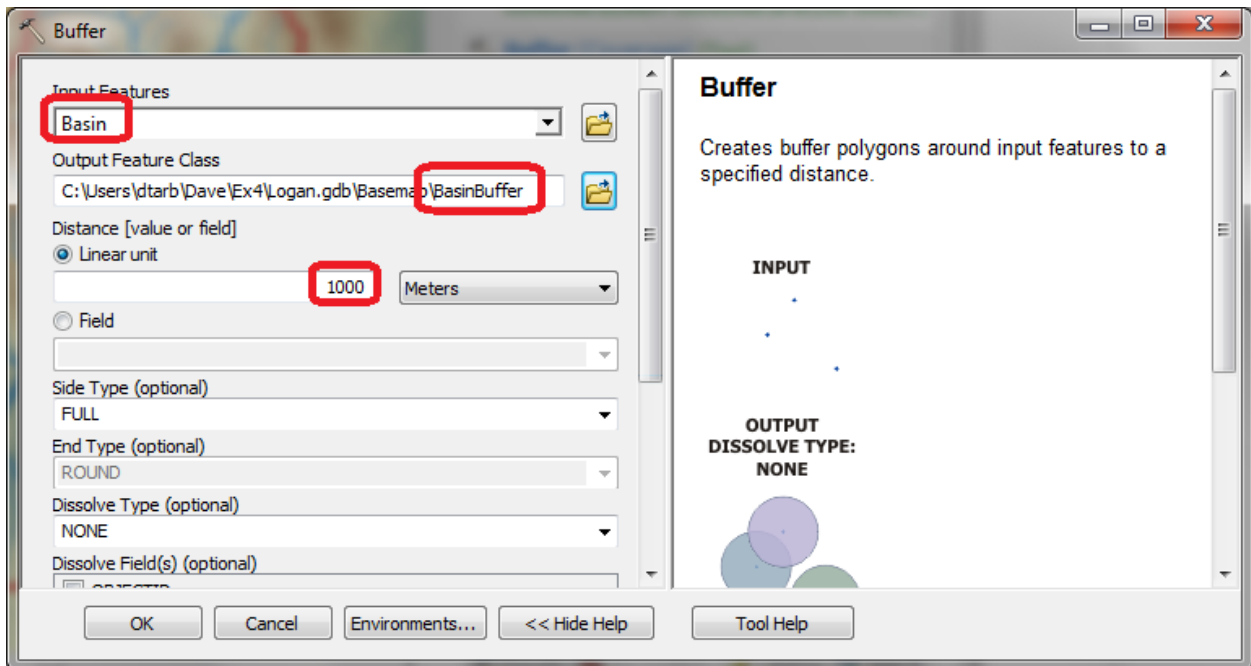 Buffer
Input Features
Basin
Output Feature Class
C:\Users\dtarb\Dave\Ex4\Logan.gdb\Basemap\BasinBuffer
Distance [value or field]
Linear unit
1000
Meters
Field
Side Type (optional)
FULL
End Type (optional)
ROUND
Dissolve Type (optional)
NONE
Dissolve Field(s) (optional)
OBJECTID
OK
Cancel
Environments...
<< Hide Help
Buffer
Creates buffer polygons around input features to a
specified distance.
INPUT
OUTPUT
DISSOLVE TYPE:
NONE
Tool Help